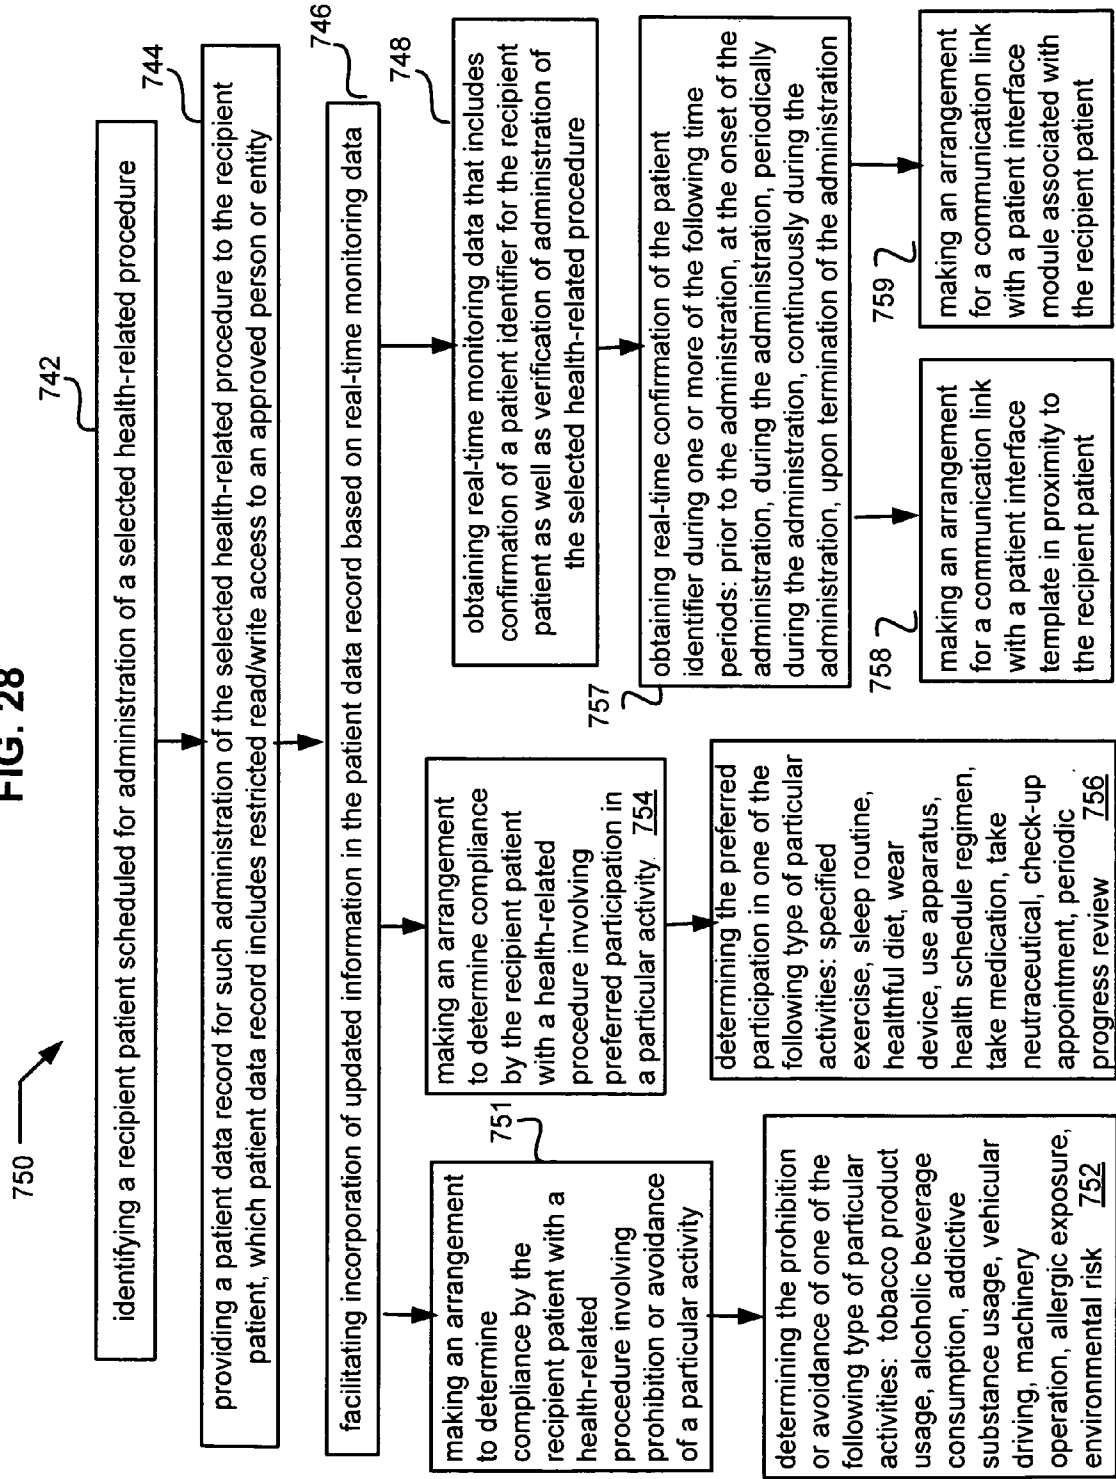 FIG. 28
750
742
identifying a recipient patient scheduled for administration of a selected health-related procedure
744
providing a patient data record for such administration of the selected health-related procedure to the recipient
patient, which patient data record includes restricted read/write access to an approved person or entity
746
facilitating incorporation of updated information in the patient data record based on real-time monitoring data
751
making an arrangement
to determine
compliance by the
recipient patient with a
health-related
procedure involving
prohibition or avoidance
of a particular activity
determining the prohibition
or avoidance of one of the
following type of particular
activities: tobacco product
usage, alcoholic beverage
consumption, addictive
substance usage, vehicular
driving, machinery
operation, allergic exposure,
environmental risk 752
making an arrangement
to determine compliance
by the recipient patient
with a health-related
procedure involving
preferred participation in
a particular activity. 754
determining the preferred
participation in one of the
following type of particular
activities: specified
exercise, sleep routine,
healthful diet, wear
device, use apparatus,
health schedule regimen,
take medication, take
neutraceutical, check-up
appointment, periodic
progress review 756
748
obtaining real-time monitoring data that includes
confirmation of a patient identifier for the recipient
patient as well as verification of administration of
the selected health-related procedure
757
obtaining real-time confirmation of the patient
identifier during one or more of the following time
periods: prior to the administration, at the onset of the
administration, during the administration, periodically
during the administration, continuously during the
administration, upon termination of the administration
758
making an arrangement
for a communication link
with a patient interface
template in proximity to
the recipient patient
759
making an arrangement
for a communication link
with a patient interface
module associated with
the recipient patient